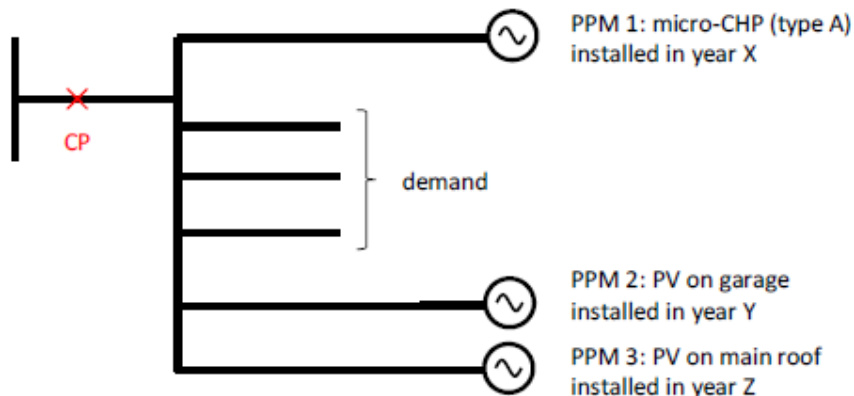 PPM 1: micro-CHP (type A)
installed in year X
CP
demand
PPM 2: PV on garage
installed in year Y
PPM 3: PV on main roof
installed in year Z